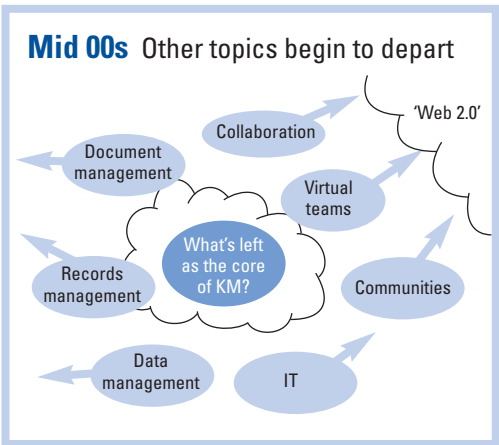 Mid 00s Other topics begin to depart
'Web 2.0'
Collaboration
Document
management
Virtual
teams
What's left
as the core
of KM?
Records
management
Communities
Data
management
IT